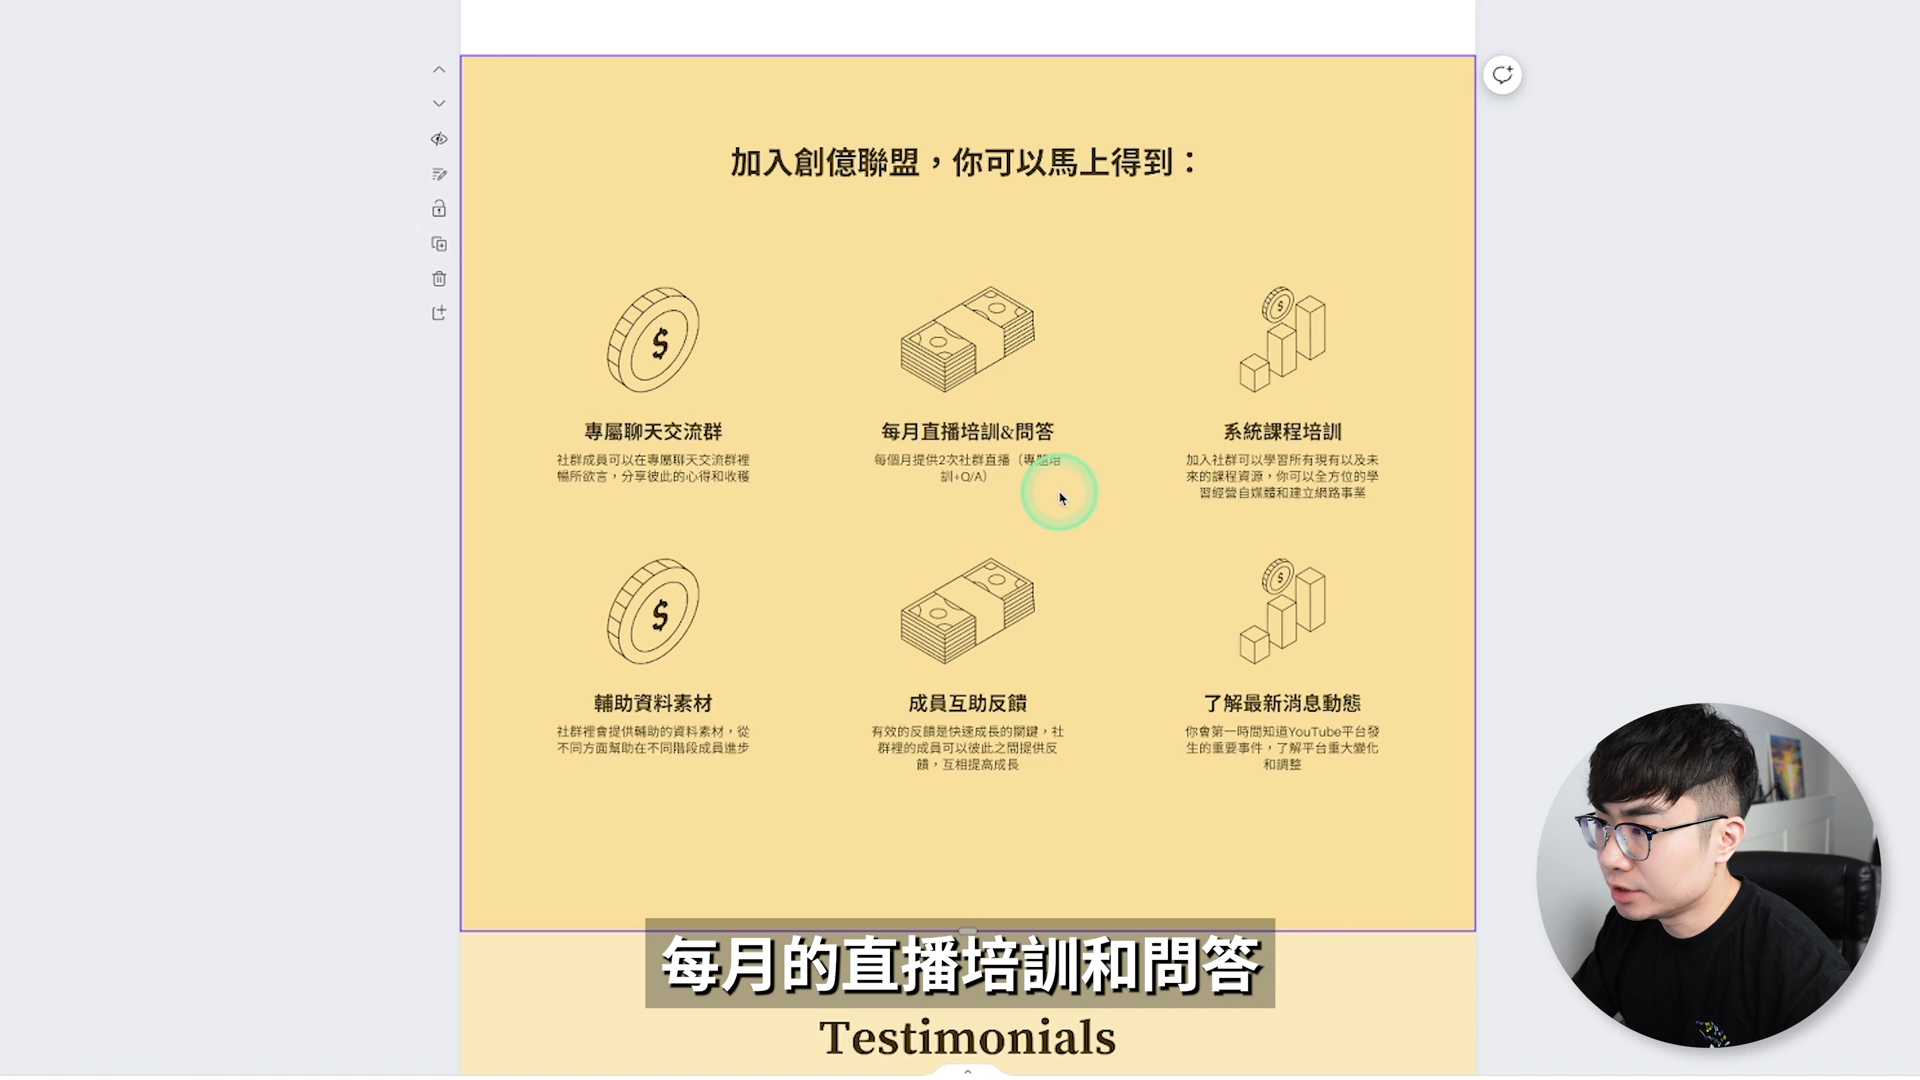 加入創億聯盟，你可以馬上得到：
專屬聊天交流群
社群成員可以在專屬聊天交流群裡
暢所欲言，分享彼此的心得和收穫
每月直播培訓&問答
每個月提供2次社群直播（專題培
訓+Q/A）
系統課程培訓
加入社群可以學習所有現有以及未
來的課程資源，你可以全方位的學
習經營自媒體和建立網路事業
輔助資料素材
社群裡會提供輔助的資料素材，從
不同方面幫助在不同階段成員進步
成員互助反饋
有效的反饋是快速成長的關鍵，社
群裡的成員可以彼此之間提供反
饋，互相提高成長
了解最新消息動態
你會第一時間知道YouTube平台發
生的重要事件，了解平台重大變化
和調整
每月的直播培訓和問答
Testimonials